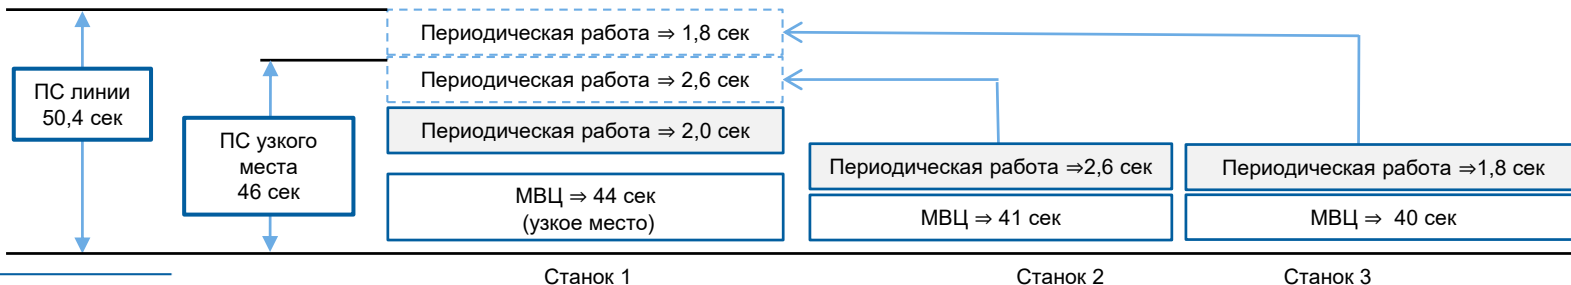 Периодическая работа ⇒ 1,8 сек
Периодическая работа ⇒ 2,6 сек
Периодическая работа ⇒ 2,0 сек
ПС линии
50,4 сек
ПС узкого
места
46 сек
МВЦ ⇒ 44 сек
(узкое место)
Периодическая работа ⇒2,6 сек
МВЦ ⇒ 41 сек
Периодическая работа ⇒1,8 сек
МВЦ ⇒ 40 сек
Станок 1
Станок 2
Станок 3